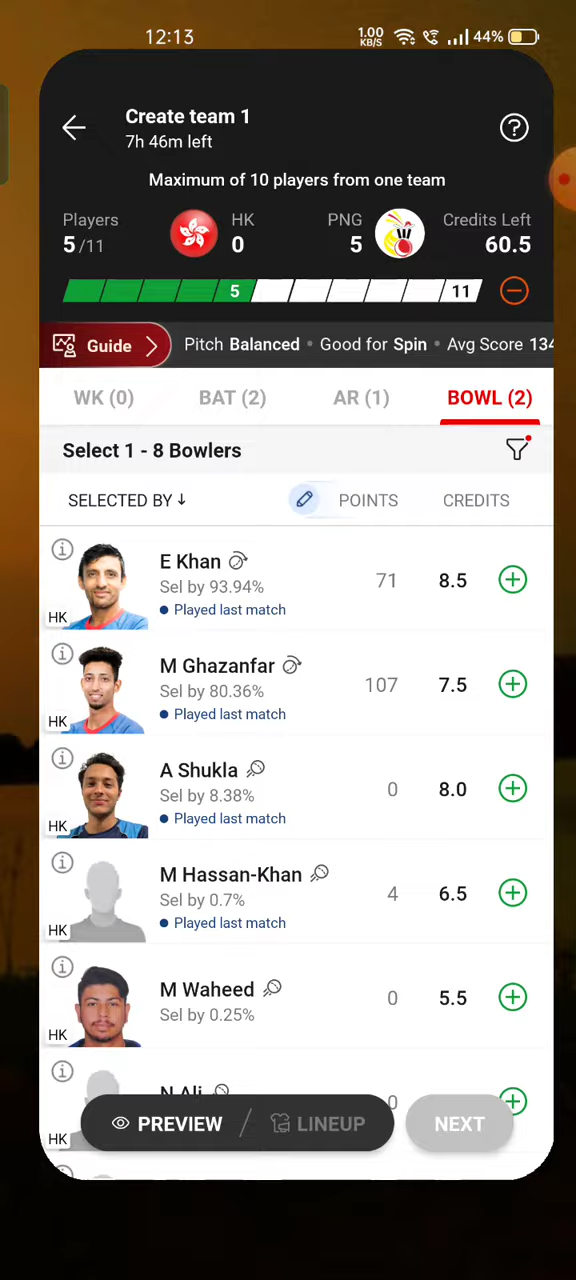 12:13
1.00 KB/S
44%
Create team 1
7h 46m left
Maximum of 10 players from one team
Players
5 /11
HK
0
PNG
5
Credits Left
60.5
5
11
Guide
Pitch Balanced • Good for Spin • Avg Score 134
WK (0)
BAT (2)
AR (1)
BOWL (2)
Select 1 - 8 Bowlers
SELECTED BY ↓
POINTS
CREDITS
E Khan
71
8.5
Sel by 93.94%
Played last match
HK
M Ghazanfar
107
7.5
Sel by 80.36%
Played last match
HK
A Shukla
0
8.0
Sel by 8.38%
Played last match
HK
M Hassan-Khan
4
6.5
Sel by 0.7%
Played last match
HK
M Waheed
0
5.5
Sel by 0.25%
HK
N Ali
0
HK
PREVIEW
LINEUP
NEXT